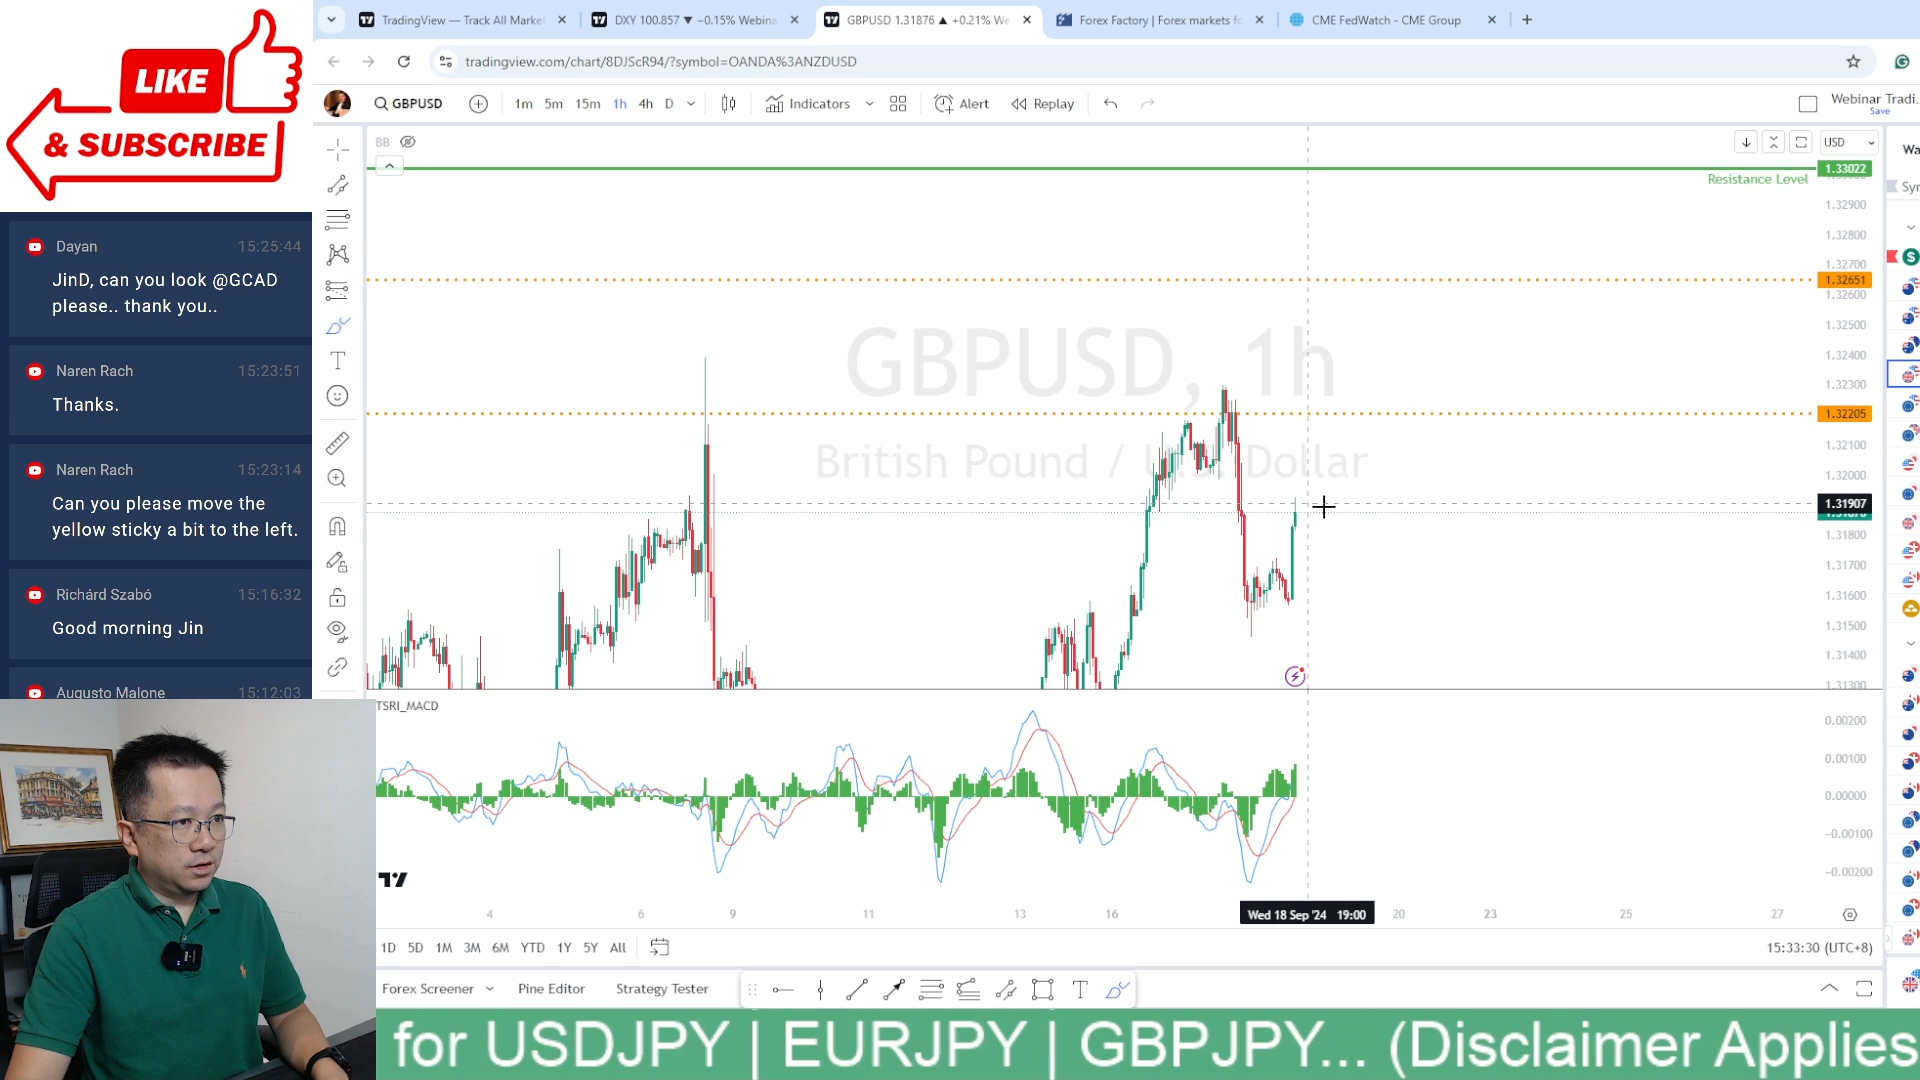 LIKE
& SUBSCRIBE
Dayan 15:25:44
JinD, can you look @GCAD
please.. thank you..
Naren Rach 15:23:51
Thanks.
Naren Rach 15:23:14
Can you please move the
yellow sticky a bit to the left.
Richárd Szabó 15:16:32
Good morning Jin
Augusto Malone 15:12:03
TradingView — Track All Market
DXY 100.857 ▼ −0.15% Webina
GBPUSD 1.31876 ▲ +0.21% We
Forex Factory | Forex markets fo
CME FedWatch - CME Group
tradingview.com/chart/8DJScR94/?symbol=OANDA%3ANZDUSD
GBPUSD 1m 5m 15m 1h 4h D Indicators Alert Replay
Webinar Tradi...
Save
BB
USD
Wa
Syr
1.33022
Resistance Level
1.32900
1.32800
1.32700
1.32651
1.32600
1.32500
1.32400
1.32300
1.32205
1.32100
1.32000
1.31907
1.31800
1.31700
1.31600
1.31500
1.31400
1.31300
GBPUSD, 1h
British Pound / U.S. Dollar
TSRI_MACD
0.00200
0.00100
0.00000
−0.00100
−0.00200
4 6 9 11 13 16 Wed 18 Sep '24 19:00 20 23 25 27
1D 5D 1M 3M 6M YTD 1Y 5Y All
15:33:30 (UTC+8)
Forex Screener Pine Editor Strategy Tester
for USDJPY | EURJPY | GBPJPY... (Disclaimer Applies